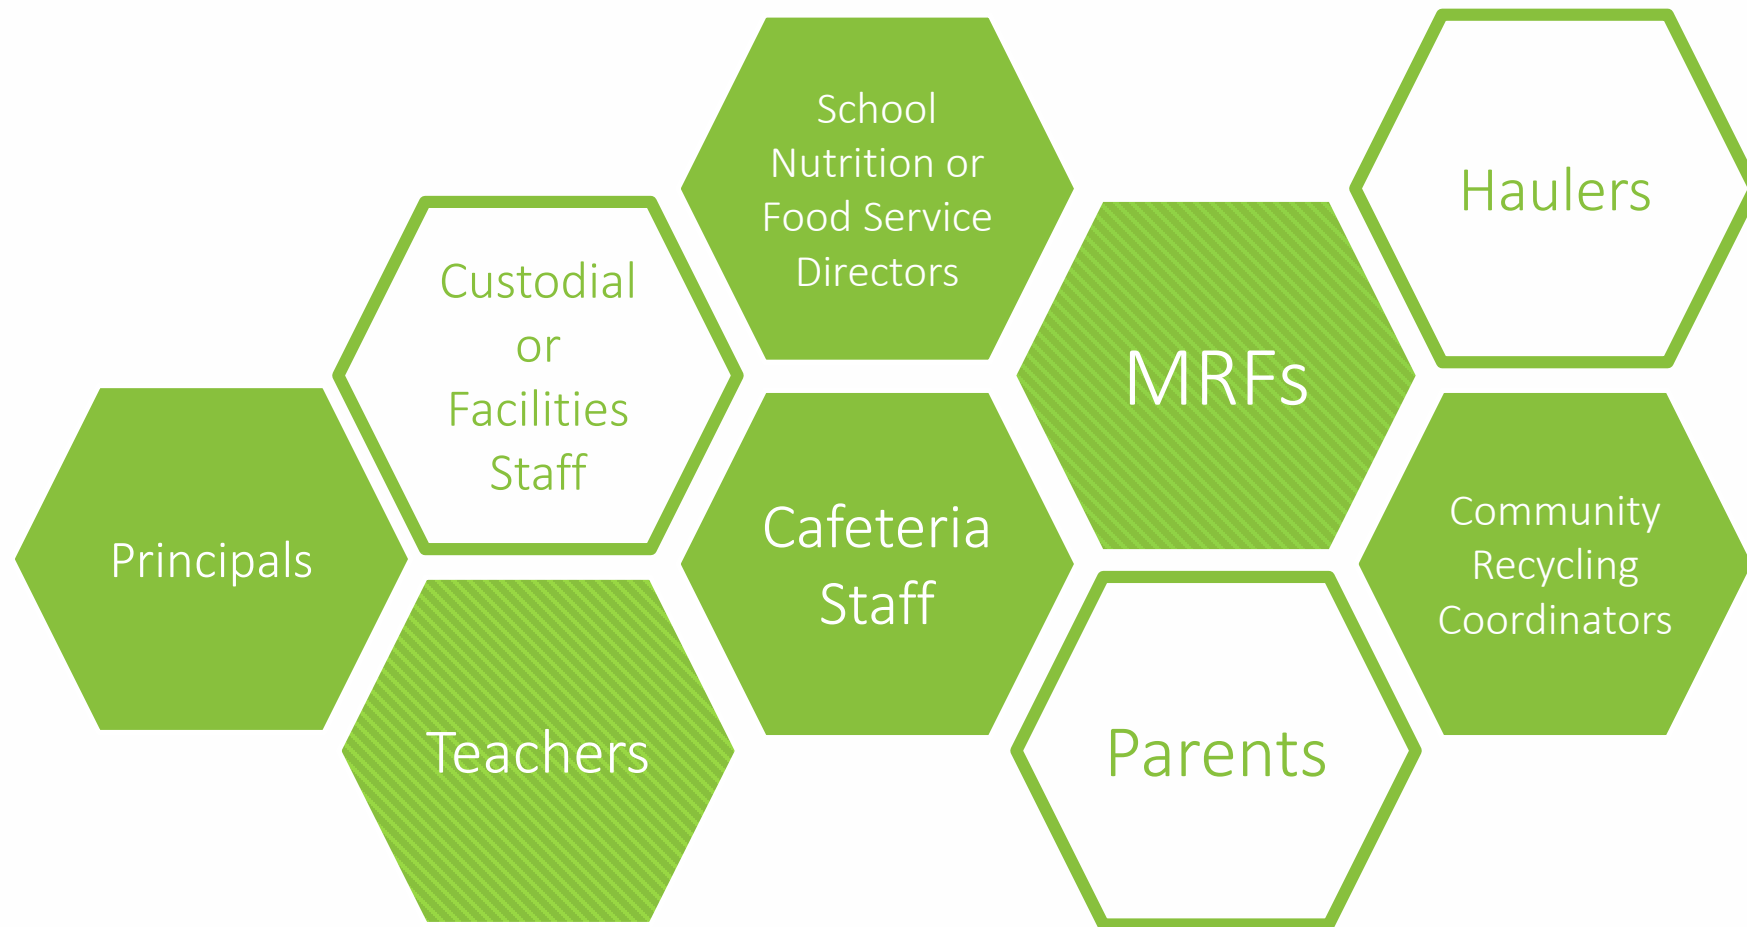 School
Nutrition or
Food Service
Directors
Haulers
Custodial
or
Facilities
Staff
MRFs
Principals
Cafeteria
Staff
Community
Recycling
Coordinators
Teachers
Parents